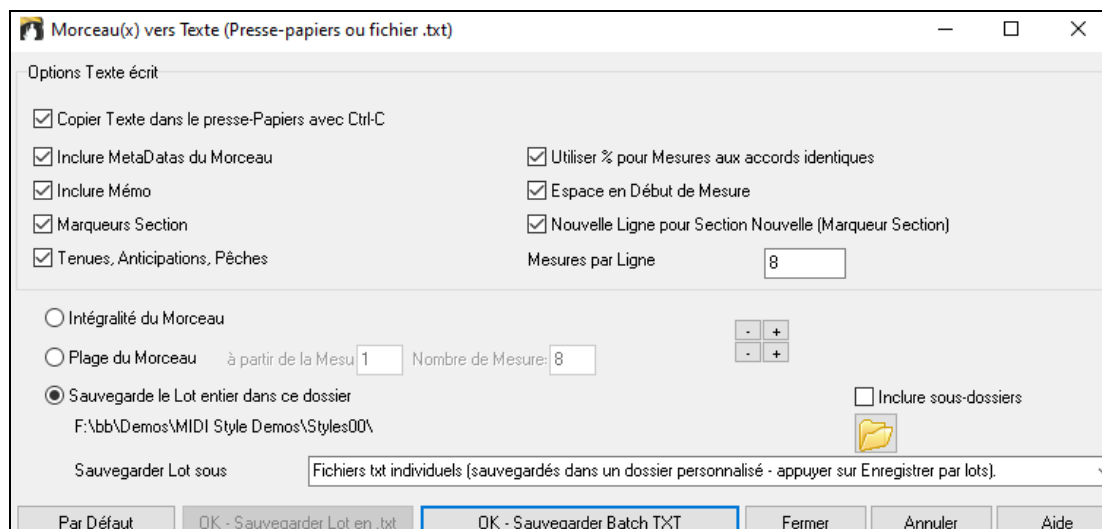 Morceau(x) vers Texte (Presse-papiers ou fichier .txt)
Options Texte écrit
Copier Texte dans le presse-Papiers avec Ctrl-C
Inclure MetaDatas du Morceau
Utiliser % pour Mesures aux accords identiques
Inclure Mémo
Espace en Début de Mesure
Marqueurs Section
Nouvelle Ligne pour Section Nouvelle (Marqueur Section)
Tenues, Anticipations, Pêches
Mesures par Ligne 8
Intégralité du Morceau
- +
Plage du Morceau à partir de la Mesu 1 Nombre de Mesure: 8
- +
Sauvegarde le Lot entier dans ce dossier
Inclure sous-dossiers
F:\bb\Demos\MIDI Style Demos\Styles00\
Sauvegarder Lot sous Fichiers txt individuels (sauvegardés dans un dossier personnalisé - appuyer sur Enregistrer par lots).
Par Défaut OK - Sauvegarder Lot en .txt OK - Sauvegarder Batch TXT Fermer Annuler Aide